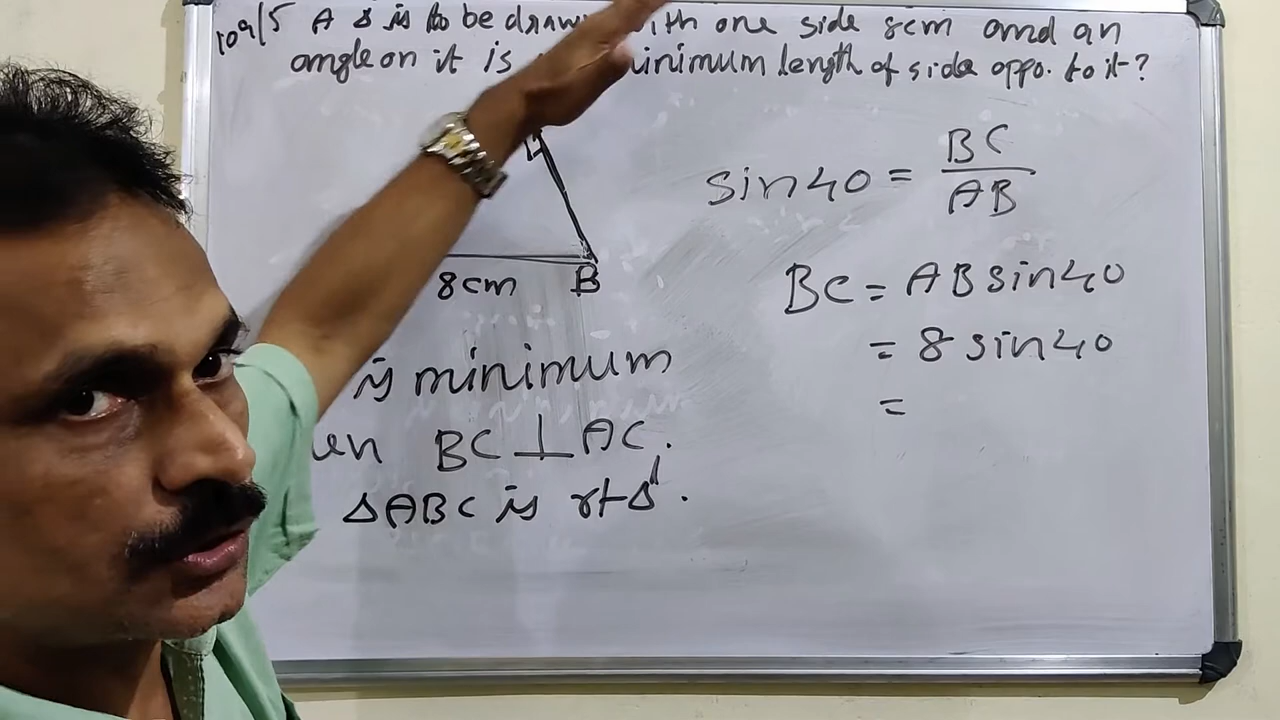 109/5 A Δ is to be drawn with one side 8cm and an
angle on it is minimum length of side oppo. to it?
8cm B
sin40 = BC
AB
BC = AB sin40
= 8 sin40
=
is minimum
BC ⊥ AC.
ΔABC is rt Δ.